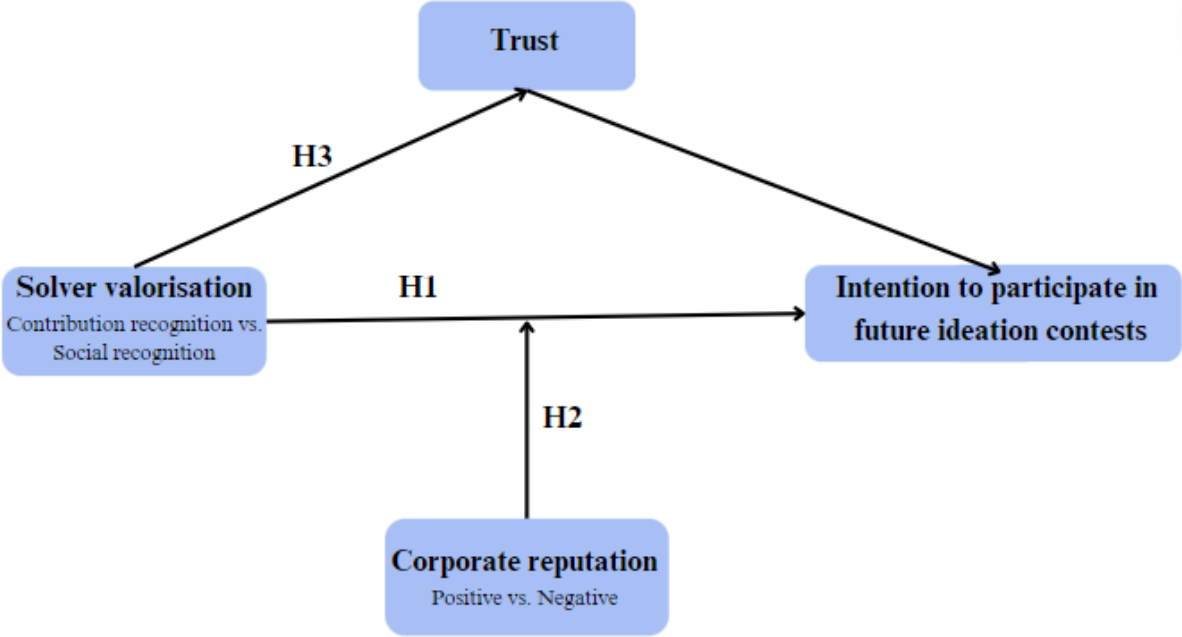 Trust
H3
Solver valorisation
Contribution recognition vs.
Social recognition
H1
Intention to participate in
future ideation contests
H2
Corporate reputation
Positive vs. Negative